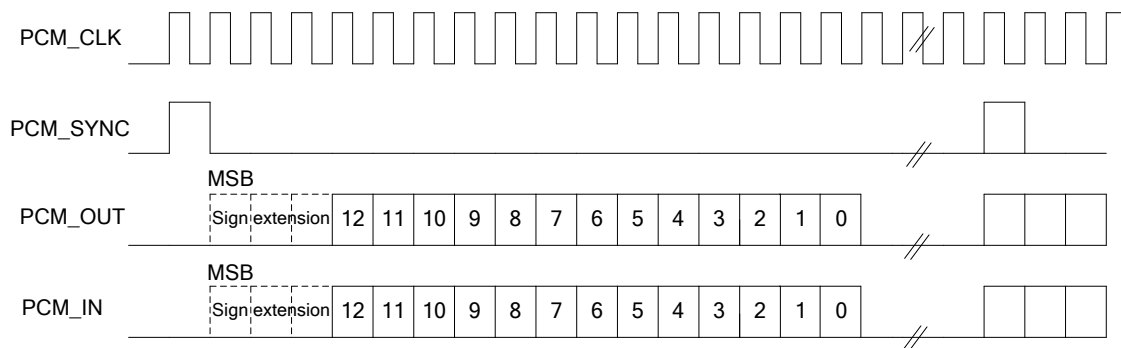 PCM_CLK
PCM_SYNC
MSB
PCM_OUT
Sign extension 12 11 10 9 8 7 6 5 4 3 2 1 0
MSB
PCM_IN
Sign extension 12 11 10 9 8 7 6 5 4 3 2 1 0